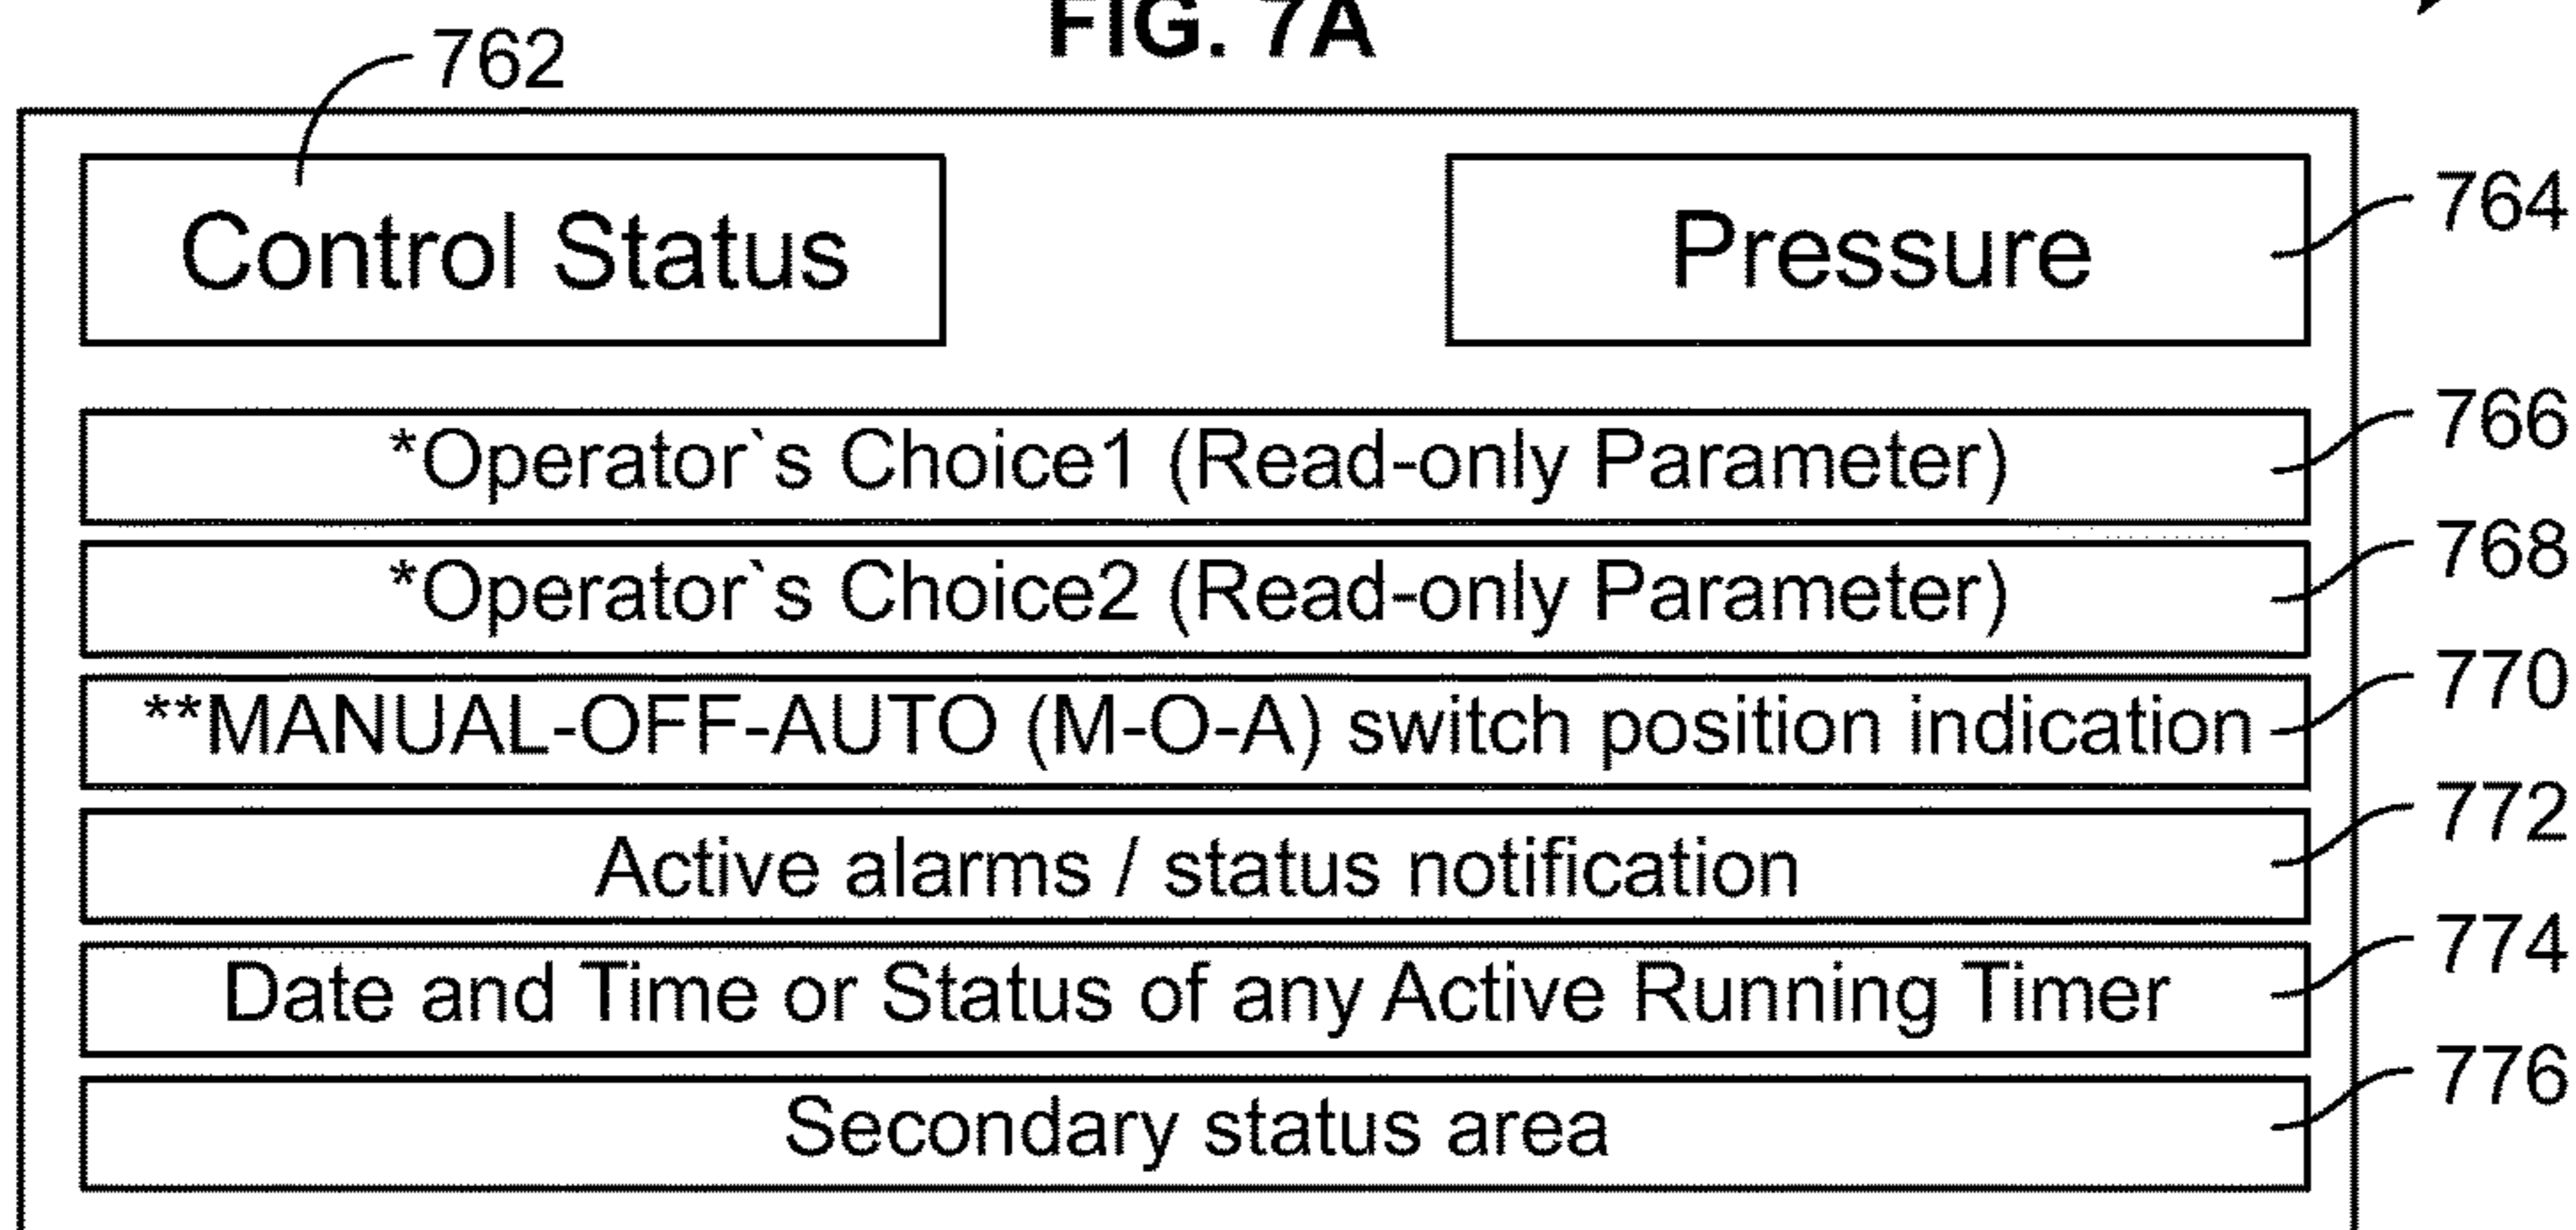 FIG. 7A
762
Control Status
Pressure
764
*Operator`s Choice1 (Read-only Parameter)
766
*Operator`s Choice2 (Read-only Parameter)
768
**MANUAL-OFF-AUTO (M-O-A) switch position indication
770
Active alarms / status notification
772
Date and Time or Status of any Active Running Timer
774
Secondary status area
776